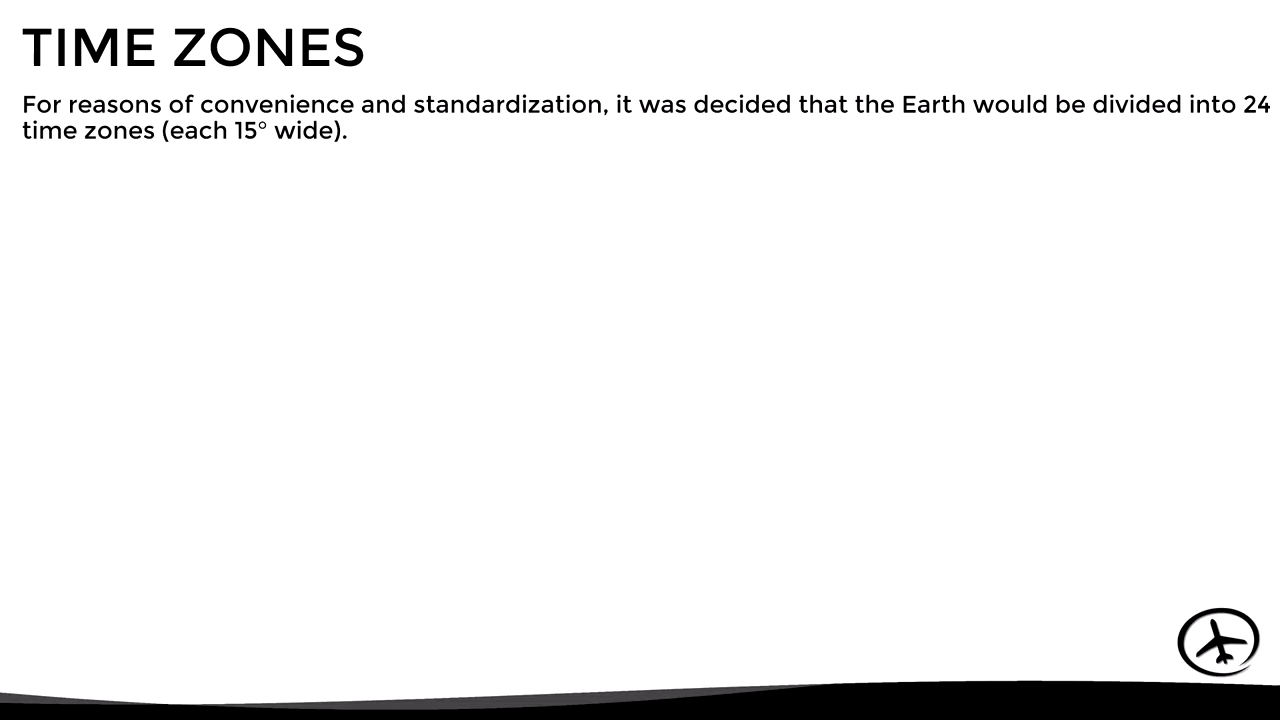 TIME ZONES
For reasons of convenience and standardization, it was decided that the Earth would be divided into 24
time zones (each 15° wide).